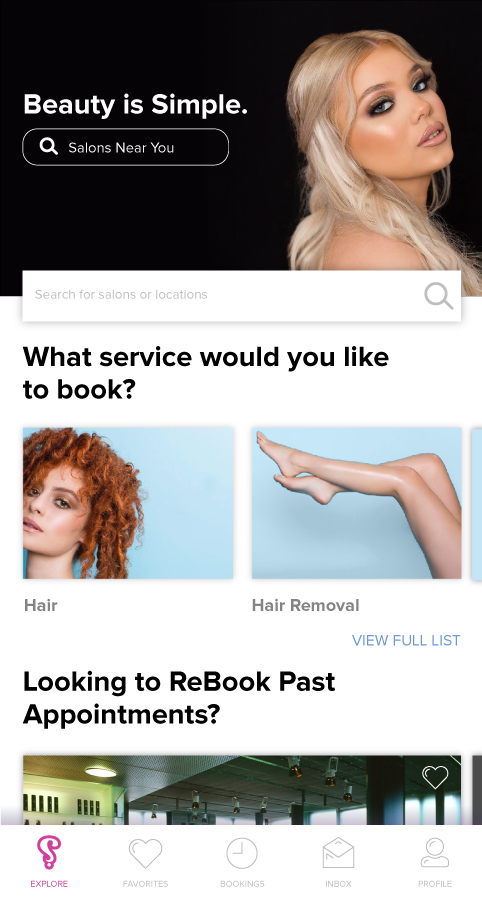 Beauty is Simple.
Salons Near You
Search for salons or locations
What service would you like
to book?
Hair
Hair Removal
VIEW FULL LIST
Looking to ReBook Past
Appointments?
EXPLORE
FAVORITES
BOOKINGS
INBOX
PROFILE